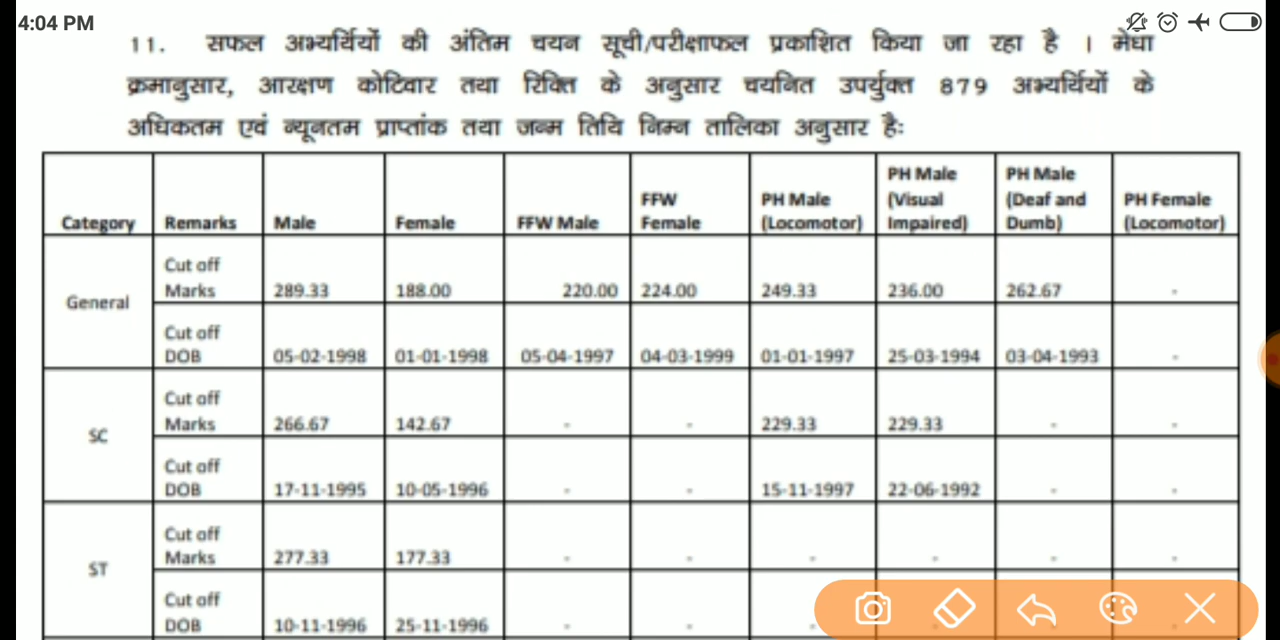 4:04 PM
11. सफल अभ्यर्थियों की अंतिम चयन सूची/परीक्षाफल प्रकाशित किया जा रहा है । मेधा
क्रमानुसार, आरक्षण कोटिवार तथा रिक्ति के अनुसार चयनित उपर्युक्त 879 अभ्यर्थियों के
अधिकतम एवं न्यूनतम प्राप्तांक तथा जन्म तिथि निम्न तालिका अनुसार हैः
Category Remarks Male Female FFW Male FFW Female PH Male (Locomotor) PH Male (Visual Impaired) PH Male (Deaf and Dumb) PH Female (Locomotor)
General Cut off Marks 289.33 188.00 220.00 224.00 249.33 236.00 262.67 -
Cut off DOB 05-02-1998 01-01-1998 05-04-1997 04-03-1999 01-01-1997 25-03-1994 03-04-1993 -
SC Cut off Marks 266.67 142.67 - - 229.33 229.33 - -
Cut off DOB 17-11-1995 10-05-1996 - - 15-11-1997 22-06-1992 - -
ST Cut off Marks 277.33 177.33 - - - - - -
Cut off DOB 10-11-1996 25-11-1996 - -